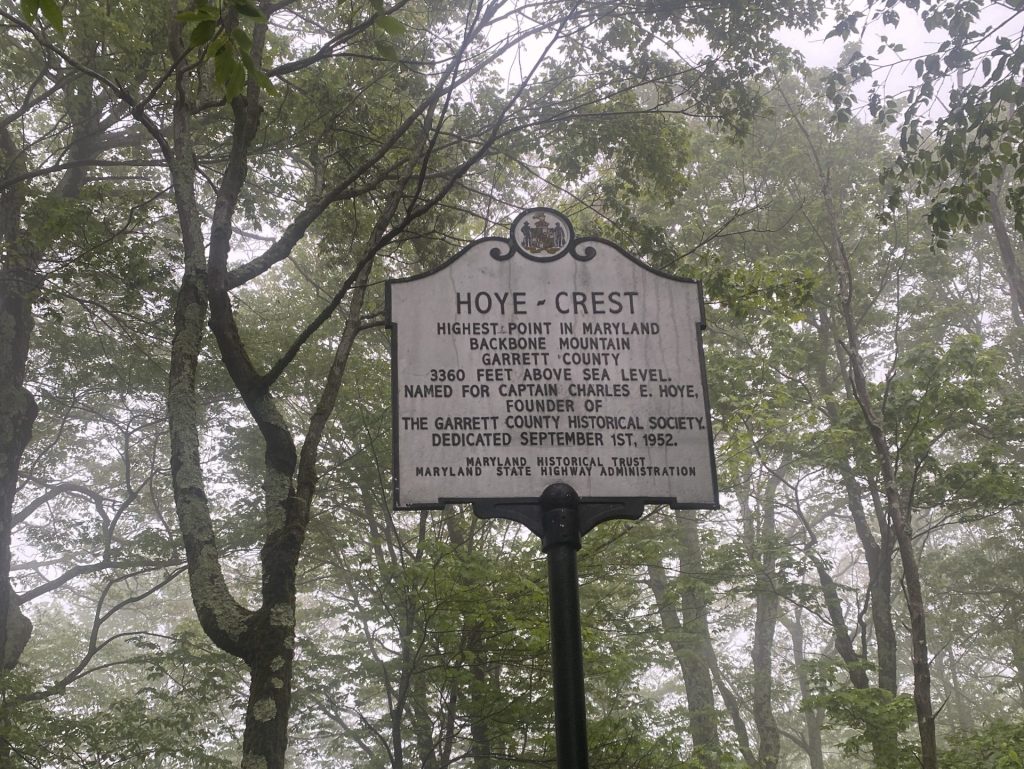 HOYE - CREST
HIGHEST POINT IN MARYLAND
BACKBONE MOUNTAIN
GARRETT COUNTY
3360 FEET ABOVE SEA LEVEL.
NAMED FOR CAPTAIN CHARLES E. HOYE,
FOUNDER OF
THE GARRETT COUNTY HISTORICAL SOCIETY.
DEDICATED SEPTEMBER 1ST, 1952.
MARYLAND HISTORICAL TRUST
MARYLAND STATE HIGHWAY ADMINISTRATION